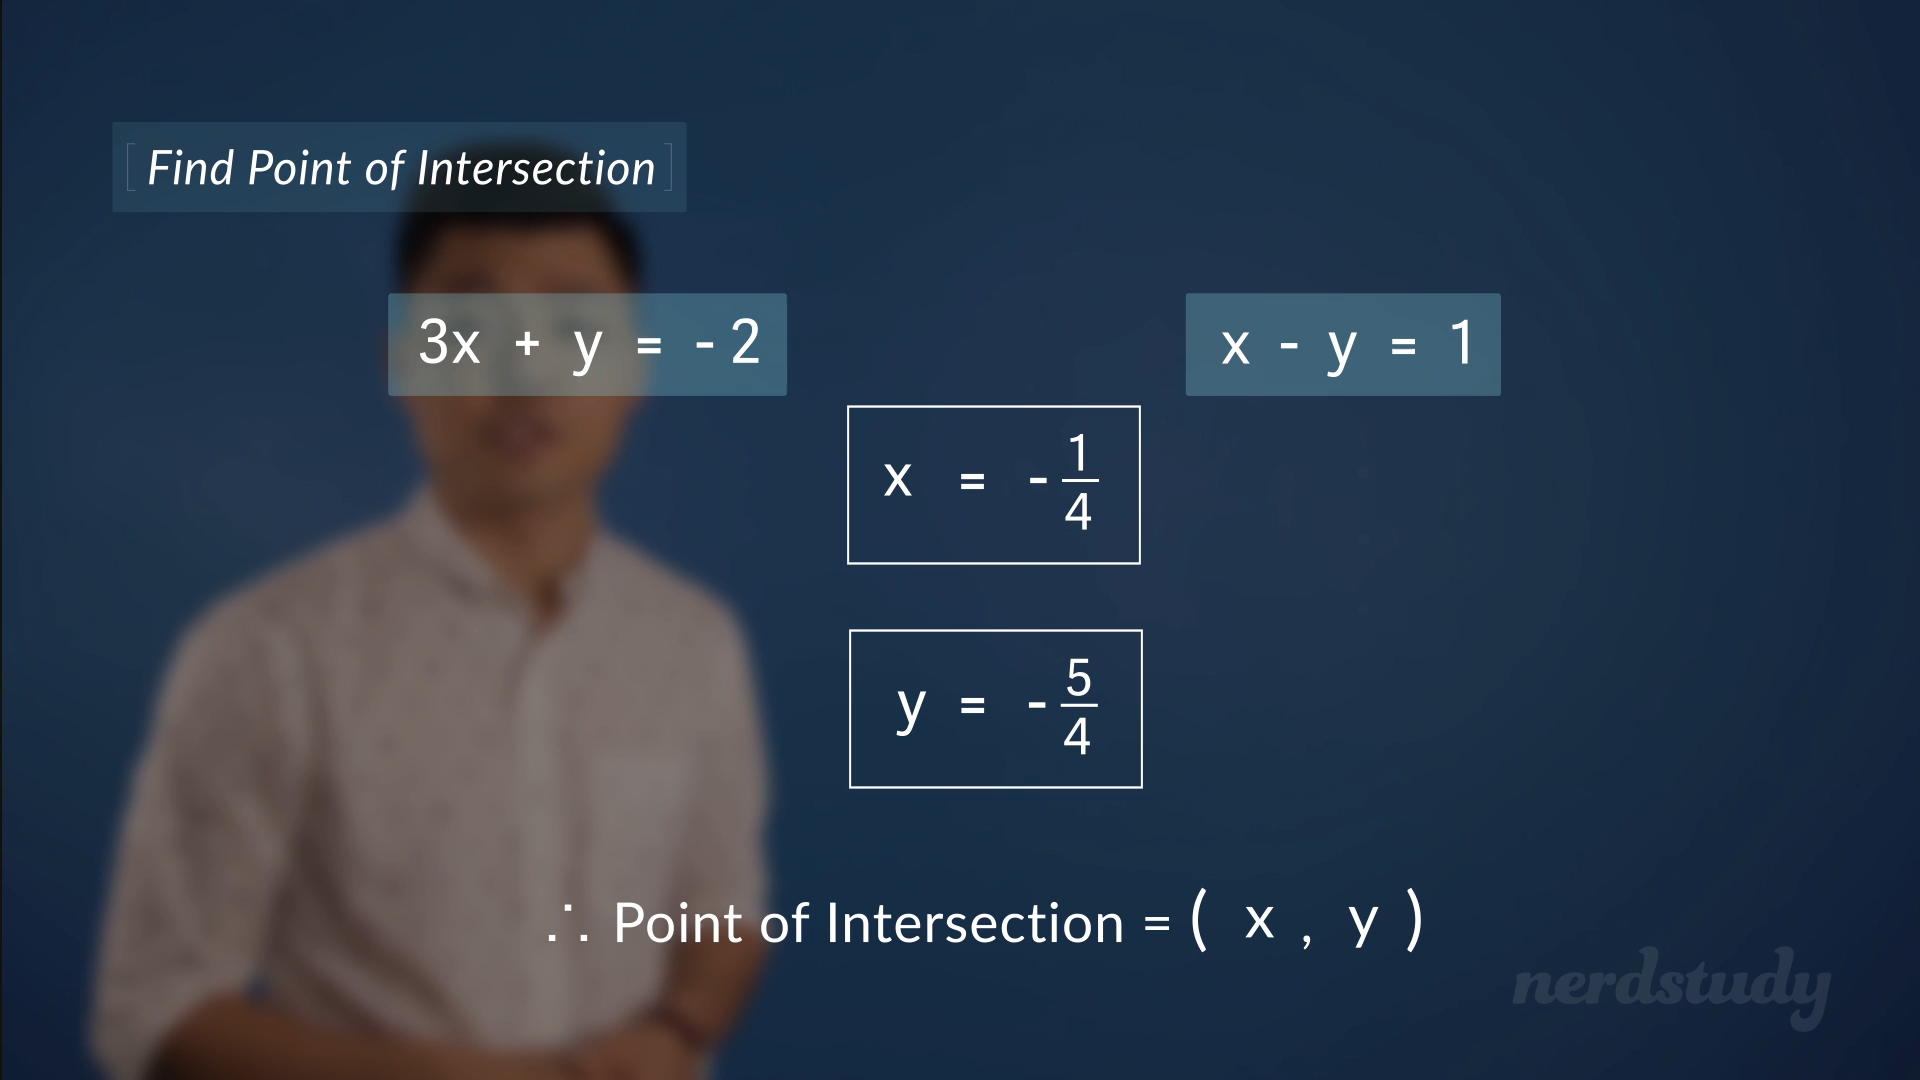 [ Find Point of Intersection ]
3x + y = - 2
x - y = 1
x = - 1/4
y = - 5/4
∴ Point of Intersection = ( x , y )
nerdstudy